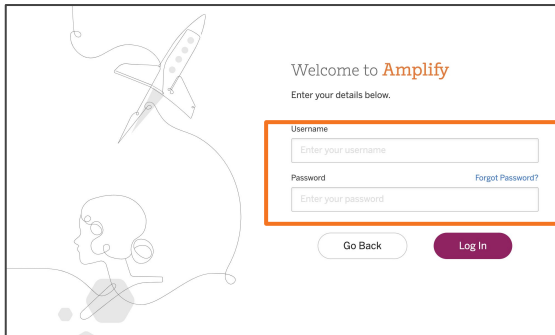 Welcome to Amplify
Enter your details below.
Username
Enter your username
Password Forgot Password?
Enter your password
Go Back Log In